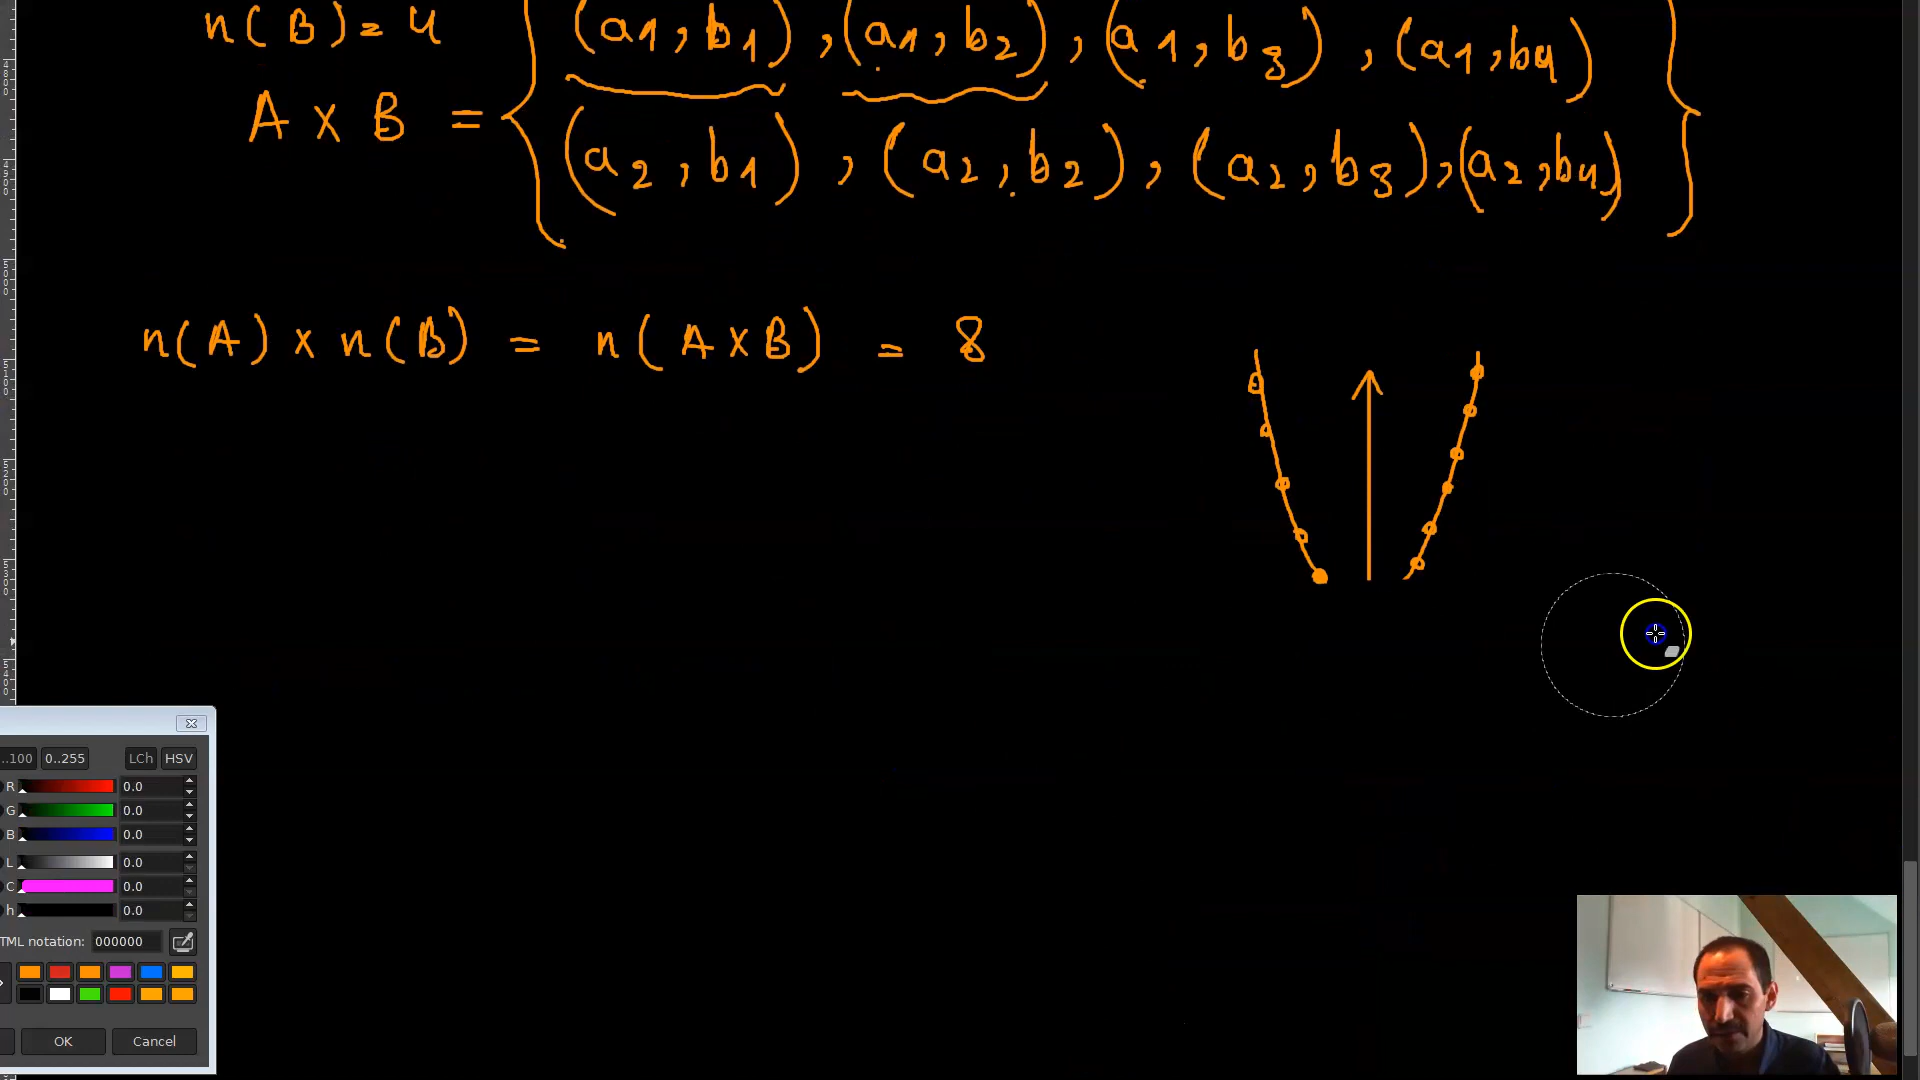 n(B)=4
{ (a1,b1) , (a1,b2) , (a1,b3) , (a1,b4)
A x B =
(a2,b1) , (a2,b2) , (a2,b3) , (a2,b4) }
n(A) x n(B) = n(A X B) = 8
0..255
LCh
HSV
R 0.0
G 0.0
B 0.0
L 0.0
C 0.0
h 0.0
TML notation: 000000
OK
Cancel